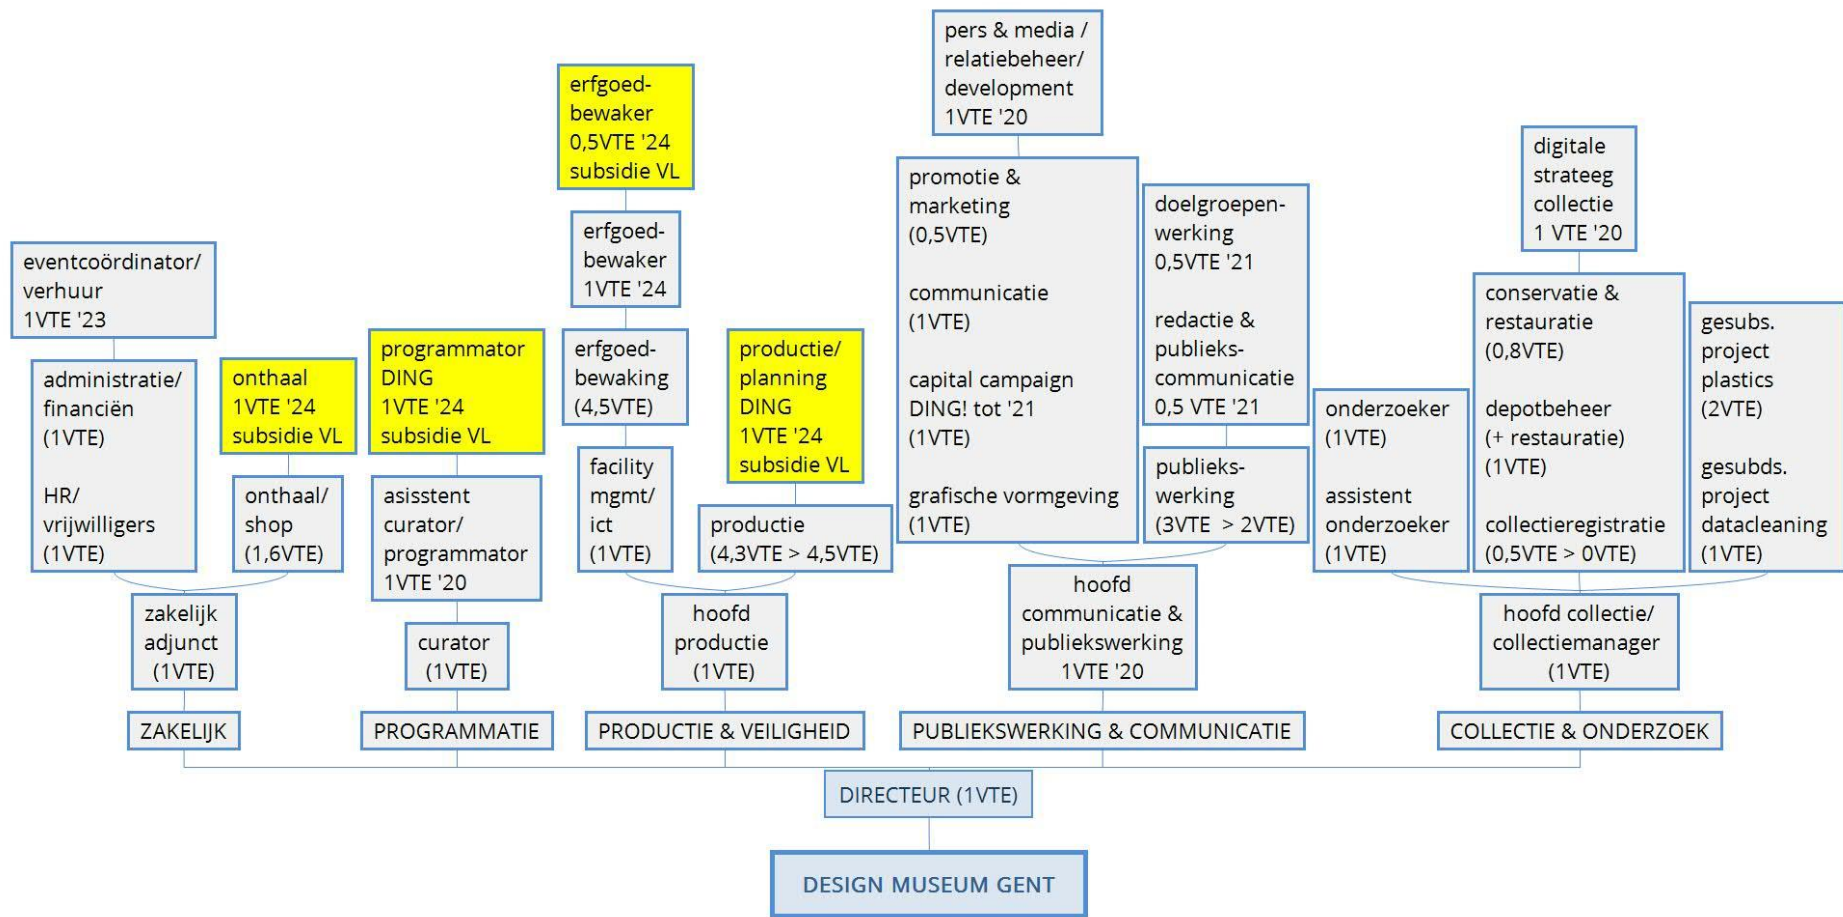 pers & media /
relatiebeheer/
development
1VTE '20
erfgoed-
bewaker
0,5VTE '24
subsidie VL
digitale
strateeg
collectie
1 VTE '20
promotie &
marketing
(0,5VTE)
communicatie
(1VTE)
capital campaign
DING! tot '21
(1VTE)
grafische vormgeving
(1VTE)
doelgroepen-
werking
0,5VTE '21
redactie &
publieks-
communicatie
0,5 VTE '21
erfgoed-
bewaker
1VTE '24
eventcoördinator/
verhuur
1VTE '23
conservatie &
restauratie
(0,8VTE)
depotbeheer
(+ restauratie)
(1VTE)
collectieregistratie
(0,5VTE > 0VTE)
gesubs.
project
plastics
(2VTE)
gesubds.
project
datacleaning
(1VTE)
administratie/
financiën
(1VTE)
HR/
vrijwilligers
(1VTE)
onthaal
1VTE '24
subsidie VL
programmator
DING
1VTE '24
subsidie VL
erfgoed-
bewaking
(4,5VTE)
productie/
planning
DING
1VTE '24
subsidie VL
onderzoeker
(1VTE)
assistent
onderzoeker
(1VTE)
onthaal/
shop
(1,6VTE)
asisstent
curator/
programmator
1VTE '20
facility
mgmt/
ict
(1VTE)
productie
(4,3VTE > 4,5VTE)
publieks-
werking
(3VTE > 2VTE)
zakelijk
adjunct
(1VTE)
curator
(1VTE)
hoofd
productie
(1VTE)
hoofd
communicatie &
publiekswerking
1VTE '20
hoofd collectie/
collectiemanager
(1VTE)
ZAKELIJK
PROGRAMMATIE
PRODUCTIE & VEILIGHEID
PUBLIEKSWERKING & COMMUNICATIE
COLLECTIE & ONDERZOEK
DIRECTEUR (1VTE)
DESIGN MUSEUM GENT